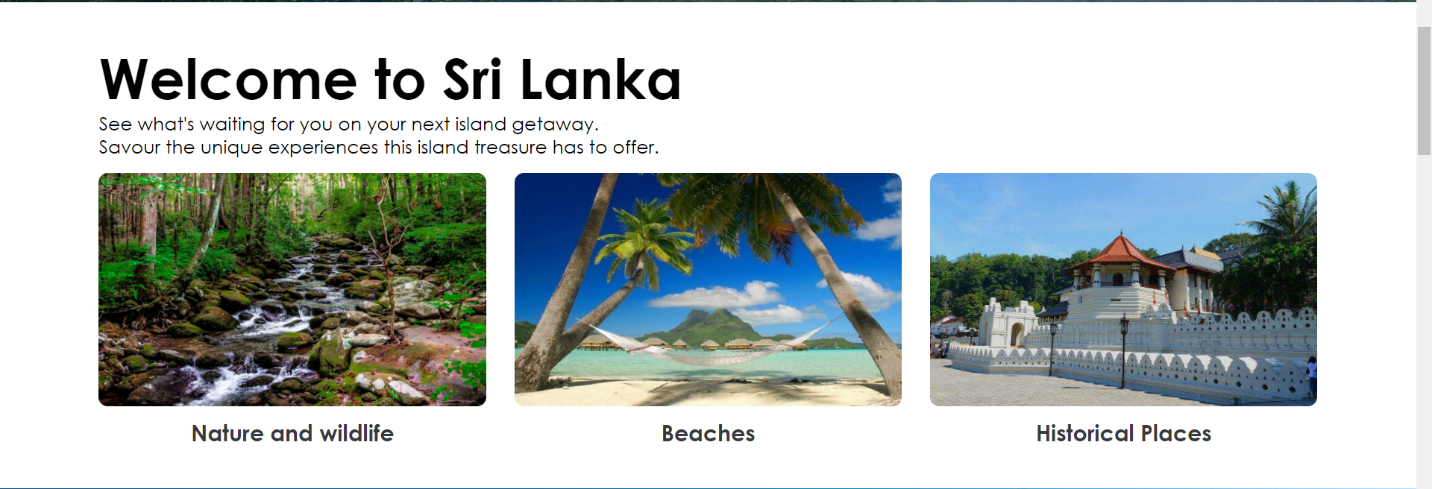 Welcome to Sri Lanka
See what's waiting for you on your next island getaway.
Savour the unique experiences this island treasure has to offer.
Nature and wildlife
Beaches
Historical Places